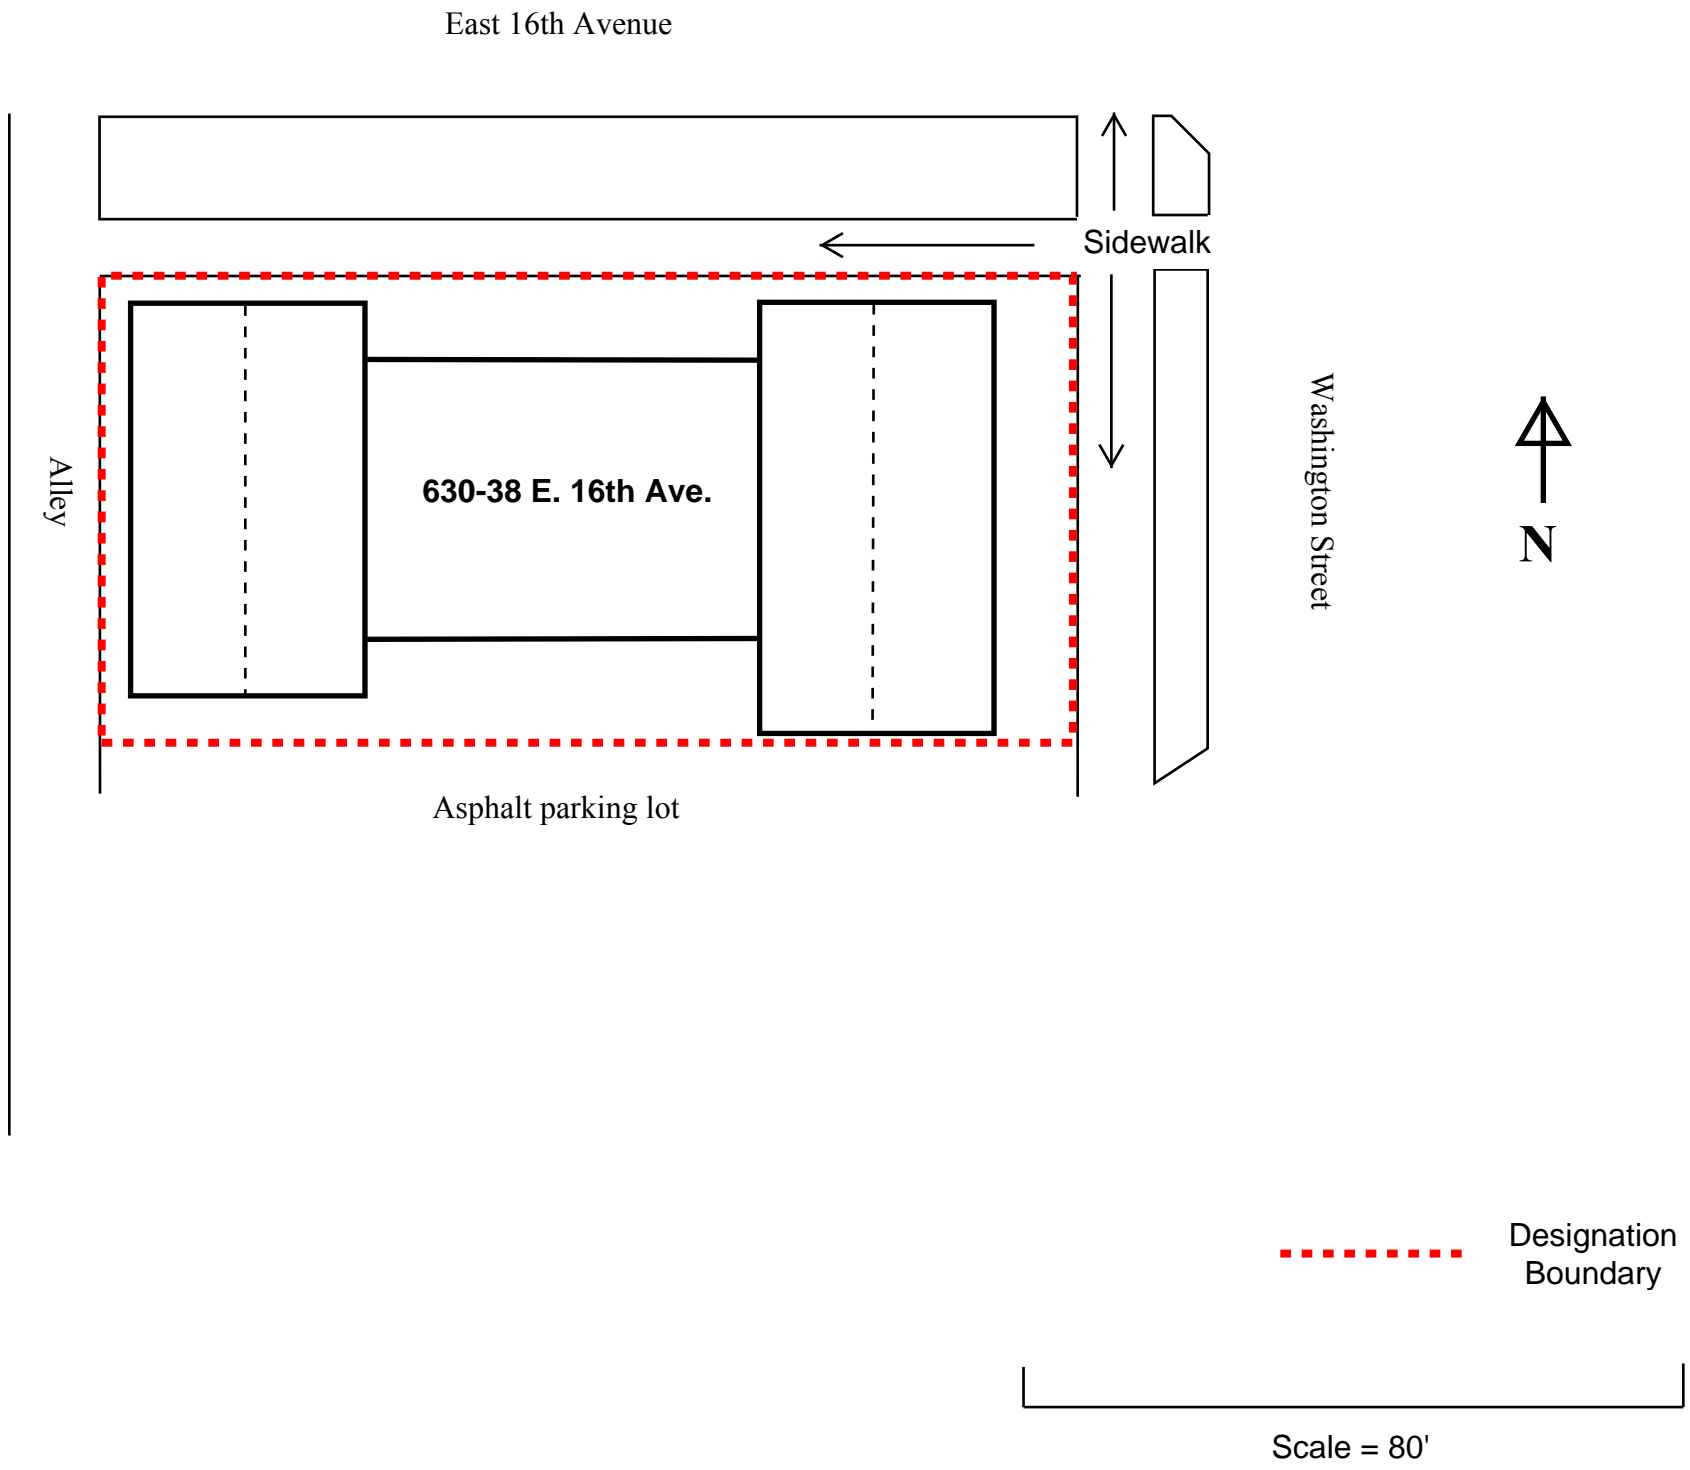 East 16th Avenue
Sidewalk
Alley
630-38 E. 16th Ave.
Washington Street
N
Asphalt parking lot
Designation
Boundary
Scale = 80'